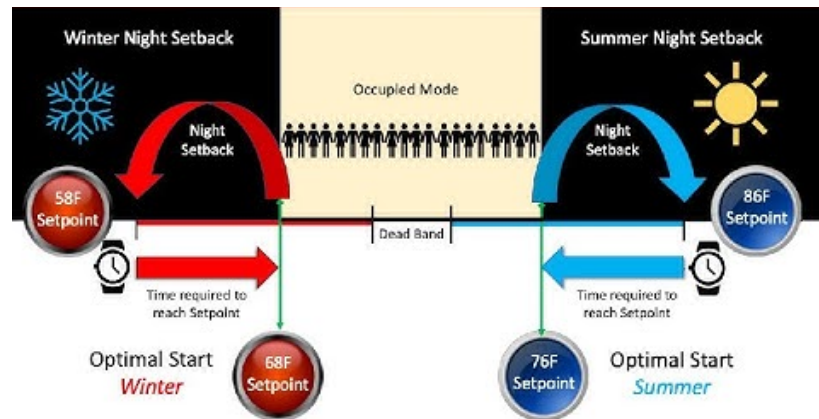 Winter Night Setback
Summer Night Setback
Occupied Mode
Night
Setback
Night
Setback
58F
Setpoint
86F
Setpoint
Dead Band
Time required to
reach Setpoint
Time required to
reach Setpoint
Optimal Start
Winter
68F
Setpoint
76F
Setpoint
Optimal Start
Summer